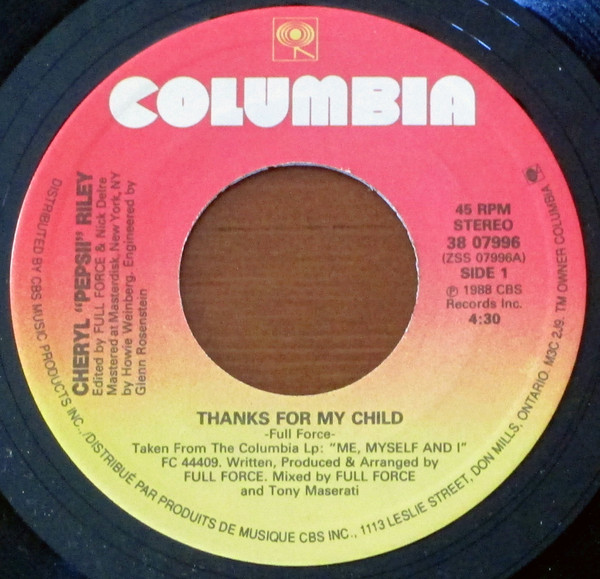 COLUMBIA
CHERYL "PEPSII" RILEY
Edited by FULL FORCE & Nick Delre
Mastered at Masterdisk, New York, NY
by Howie Weinberg. Engineered by
Glenn Rosenstein
45 RPM
STEREO
38 07996
(ZSS 07996A)
SIDE 1
℗ 1988 CBS
Records Inc.
4:30
THANKS FOR MY CHILD
-Full Force-
Taken From The Columbia Lp: "ME, MYSELF AND I"
FC 44409. Written, Produced & Arranged by
FULL FORCE. Mixed by FULL FORCE
and Tony Maserati
DISTRIBUTED BY CBS MUSIC PRODUCTS INC.,/DISTRIBUÉ PAR PRODUITS DE MUSIQUE CBS INC., 1113 LESLIE STREET, DON MILLS, ONTARIO. M3C 2J9. TM OWNER COLUMBIA